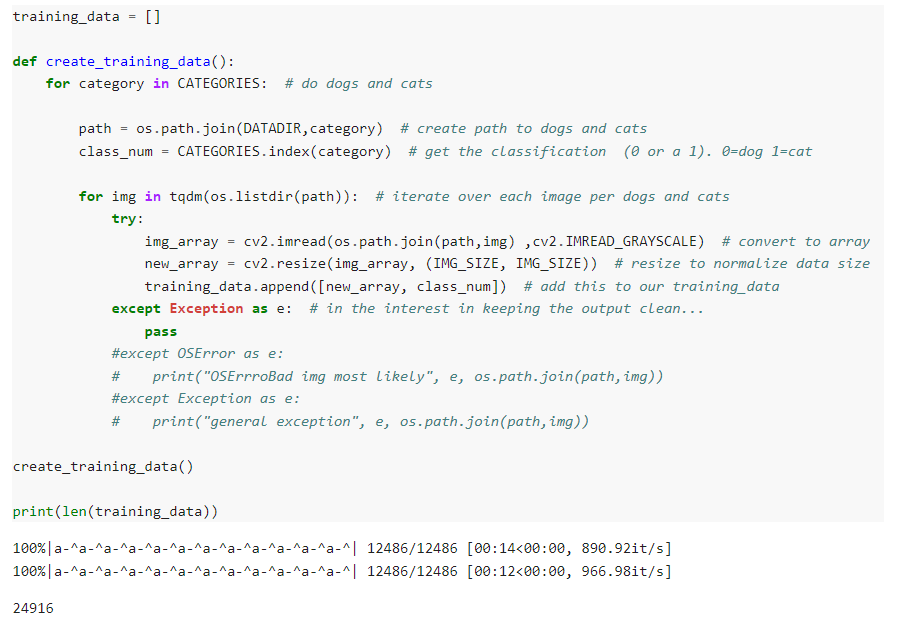 training_data = []
def create_training_data():
    for category in CATEGORIES:  # do dogs and cats
        path = os.path.join(DATADIR,category)  # create path to dogs and cats
        class_num = CATEGORIES.index(category)  # get the classification  (0 or a 1). 0=dog 1=cat
        for img in tqdm(os.listdir(path)):  # iterate over each image per dogs and cats
            try:
                img_array = cv2.imread(os.path.join(path,img) ,cv2.IMREAD_GRAYSCALE)  # convert to array
                new_array = cv2.resize(img_array, (IMG_SIZE, IMG_SIZE))  # resize to normalize data size
                training_data.append([new_array, class_num])  # add this to our training_data
            except Exception as e:  # in the interest in keeping the output clean...
                pass
            #except OSError as e:
            #    print("OSErrroBad img most likely", e, os.path.join(path,img))
            #except Exception as e:
            #    print("general exception", e, os.path.join(path,img))
create_training_data()
print(len(training_data))
100%|a-^a-^a-^a-^a-^a-^a-^a-^a-^a-^a-^a-^| 12486/12486 [00:14<00:00, 890.92it/s]
100%|a-^a-^a-^a-^a-^a-^a-^a-^a-^a-^a-^a-^| 12486/12486 [00:12<00:00, 966.98it/s]
24916